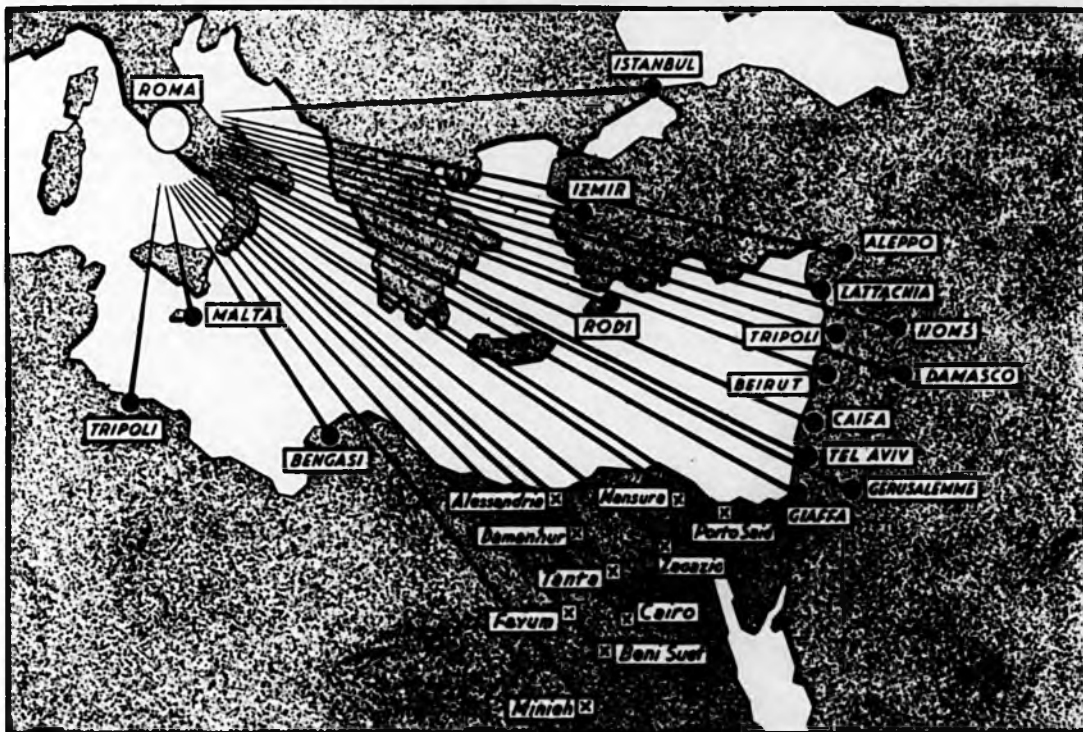 ISTANBUL
ROMA
IZMIR
ALEPPO
LATTACHIA
RODI
MALTA
TRIPOLI
HOMS
BEIRUT
DAMASCO
TRIPOLI
CAIFA
BENGASI
TEL AVIV
GERUSALEMME
Alessandria
Mansura
GIAFFA
Porto Said
Damanhur
Zagazig
Tanta
Fayum
Cairo
Beni Suef
Minieh